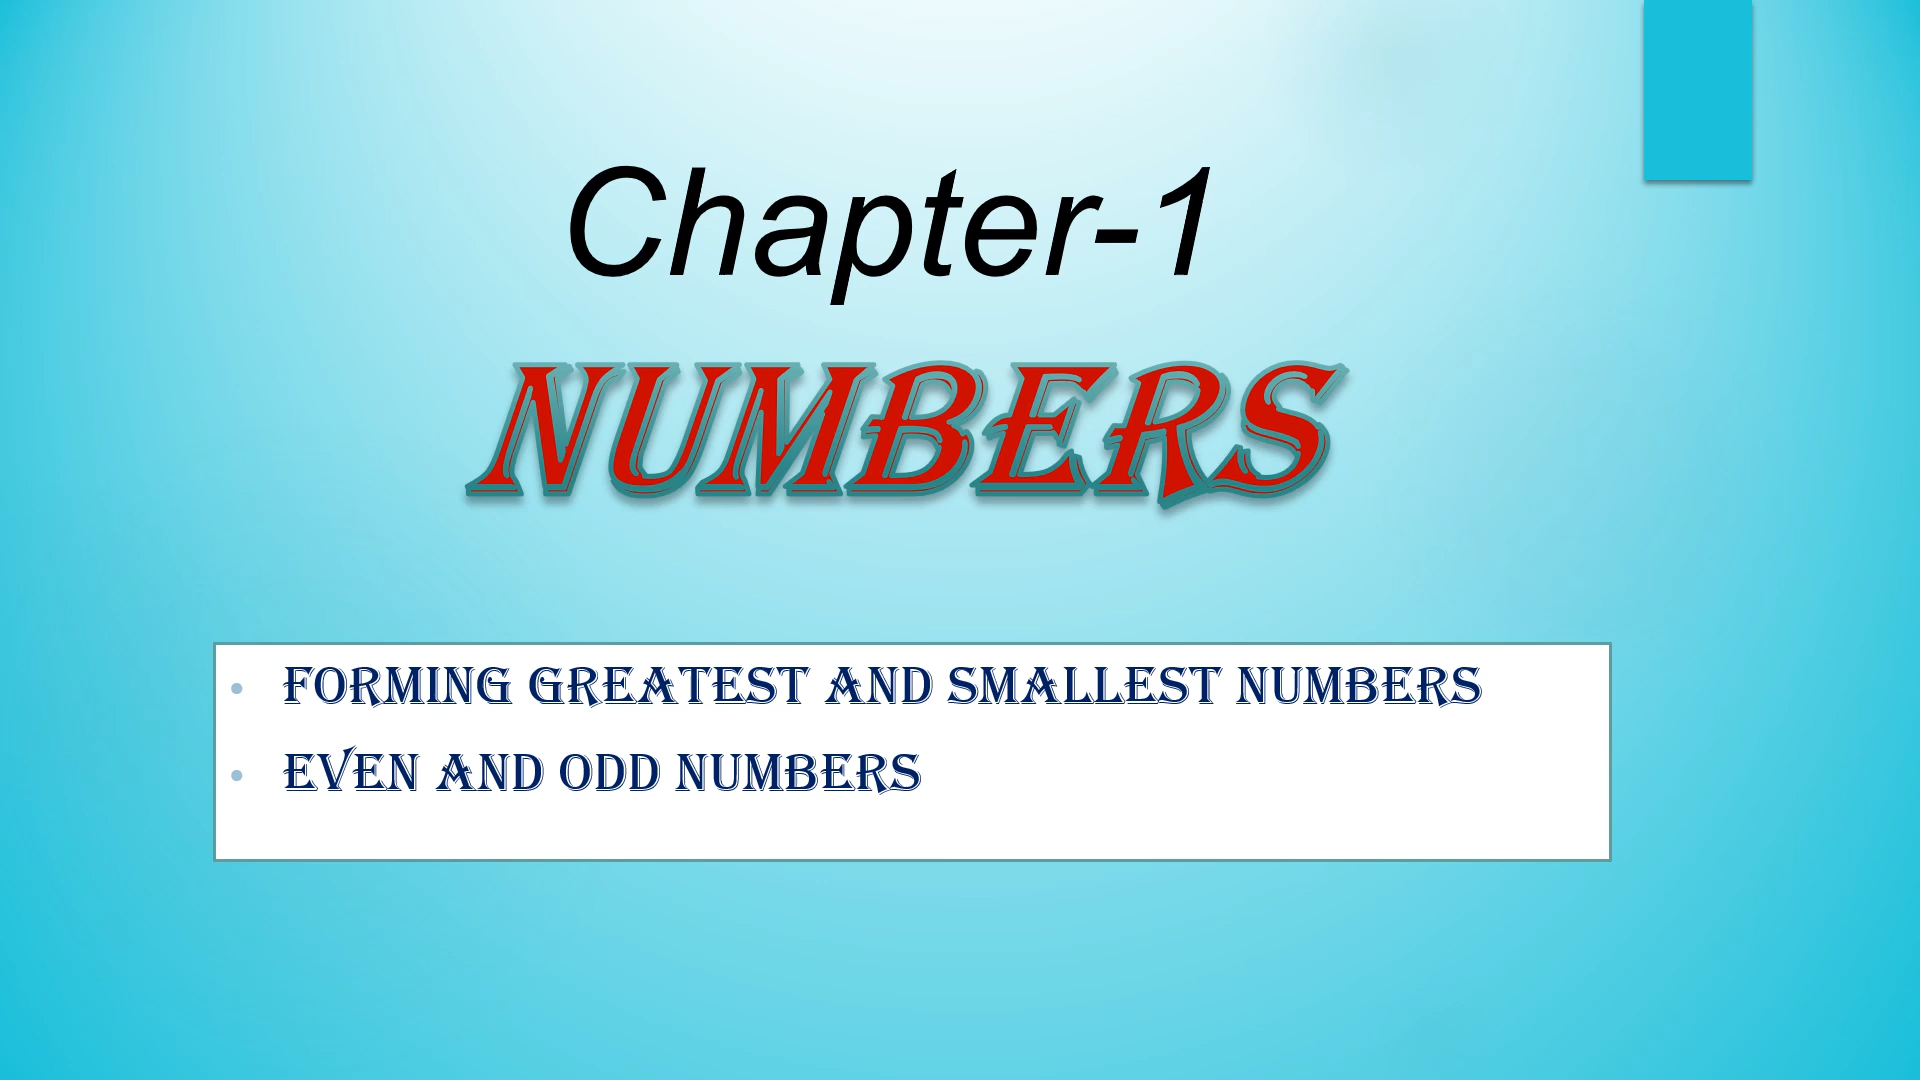 Chapter-1
NUMBERS
• FORMING GREATEST AND SMALLEST NUMBERS
• EVEN AND ODD NUMBERS